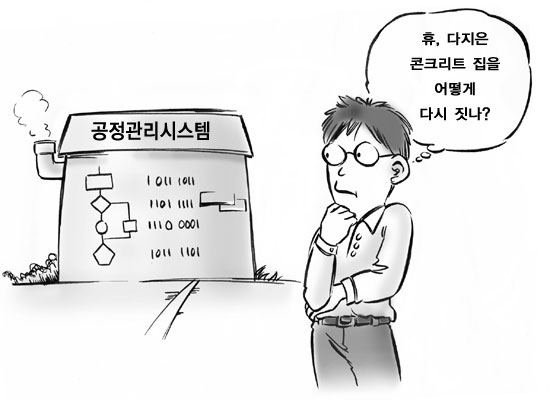 휴, 다지은
콘크리트 집을
어떻게
다시 짓나?
공정관리시스템
1011 1011
1101 1111
1110 0001
1011 1101